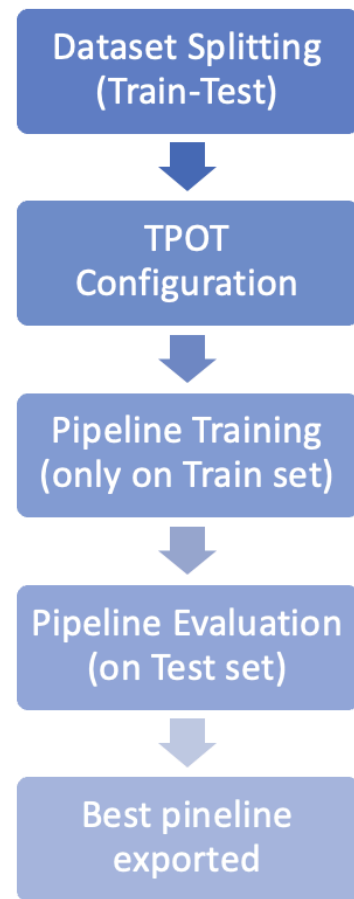 Dataset Splitting
(Train-Test)
TPOT
Configuration
Pipeline Training
(only on Train set)
Pipeline Evaluation
(on Test set)
Best pineline
exported